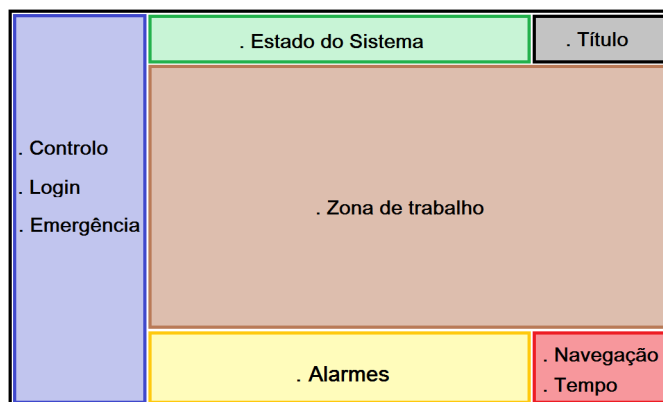 . Estado do Sistema
. Título
. Controlo
. Login
. Emergência
. Zona de trabalho
. Alarmes
. Navegação
. Tempo